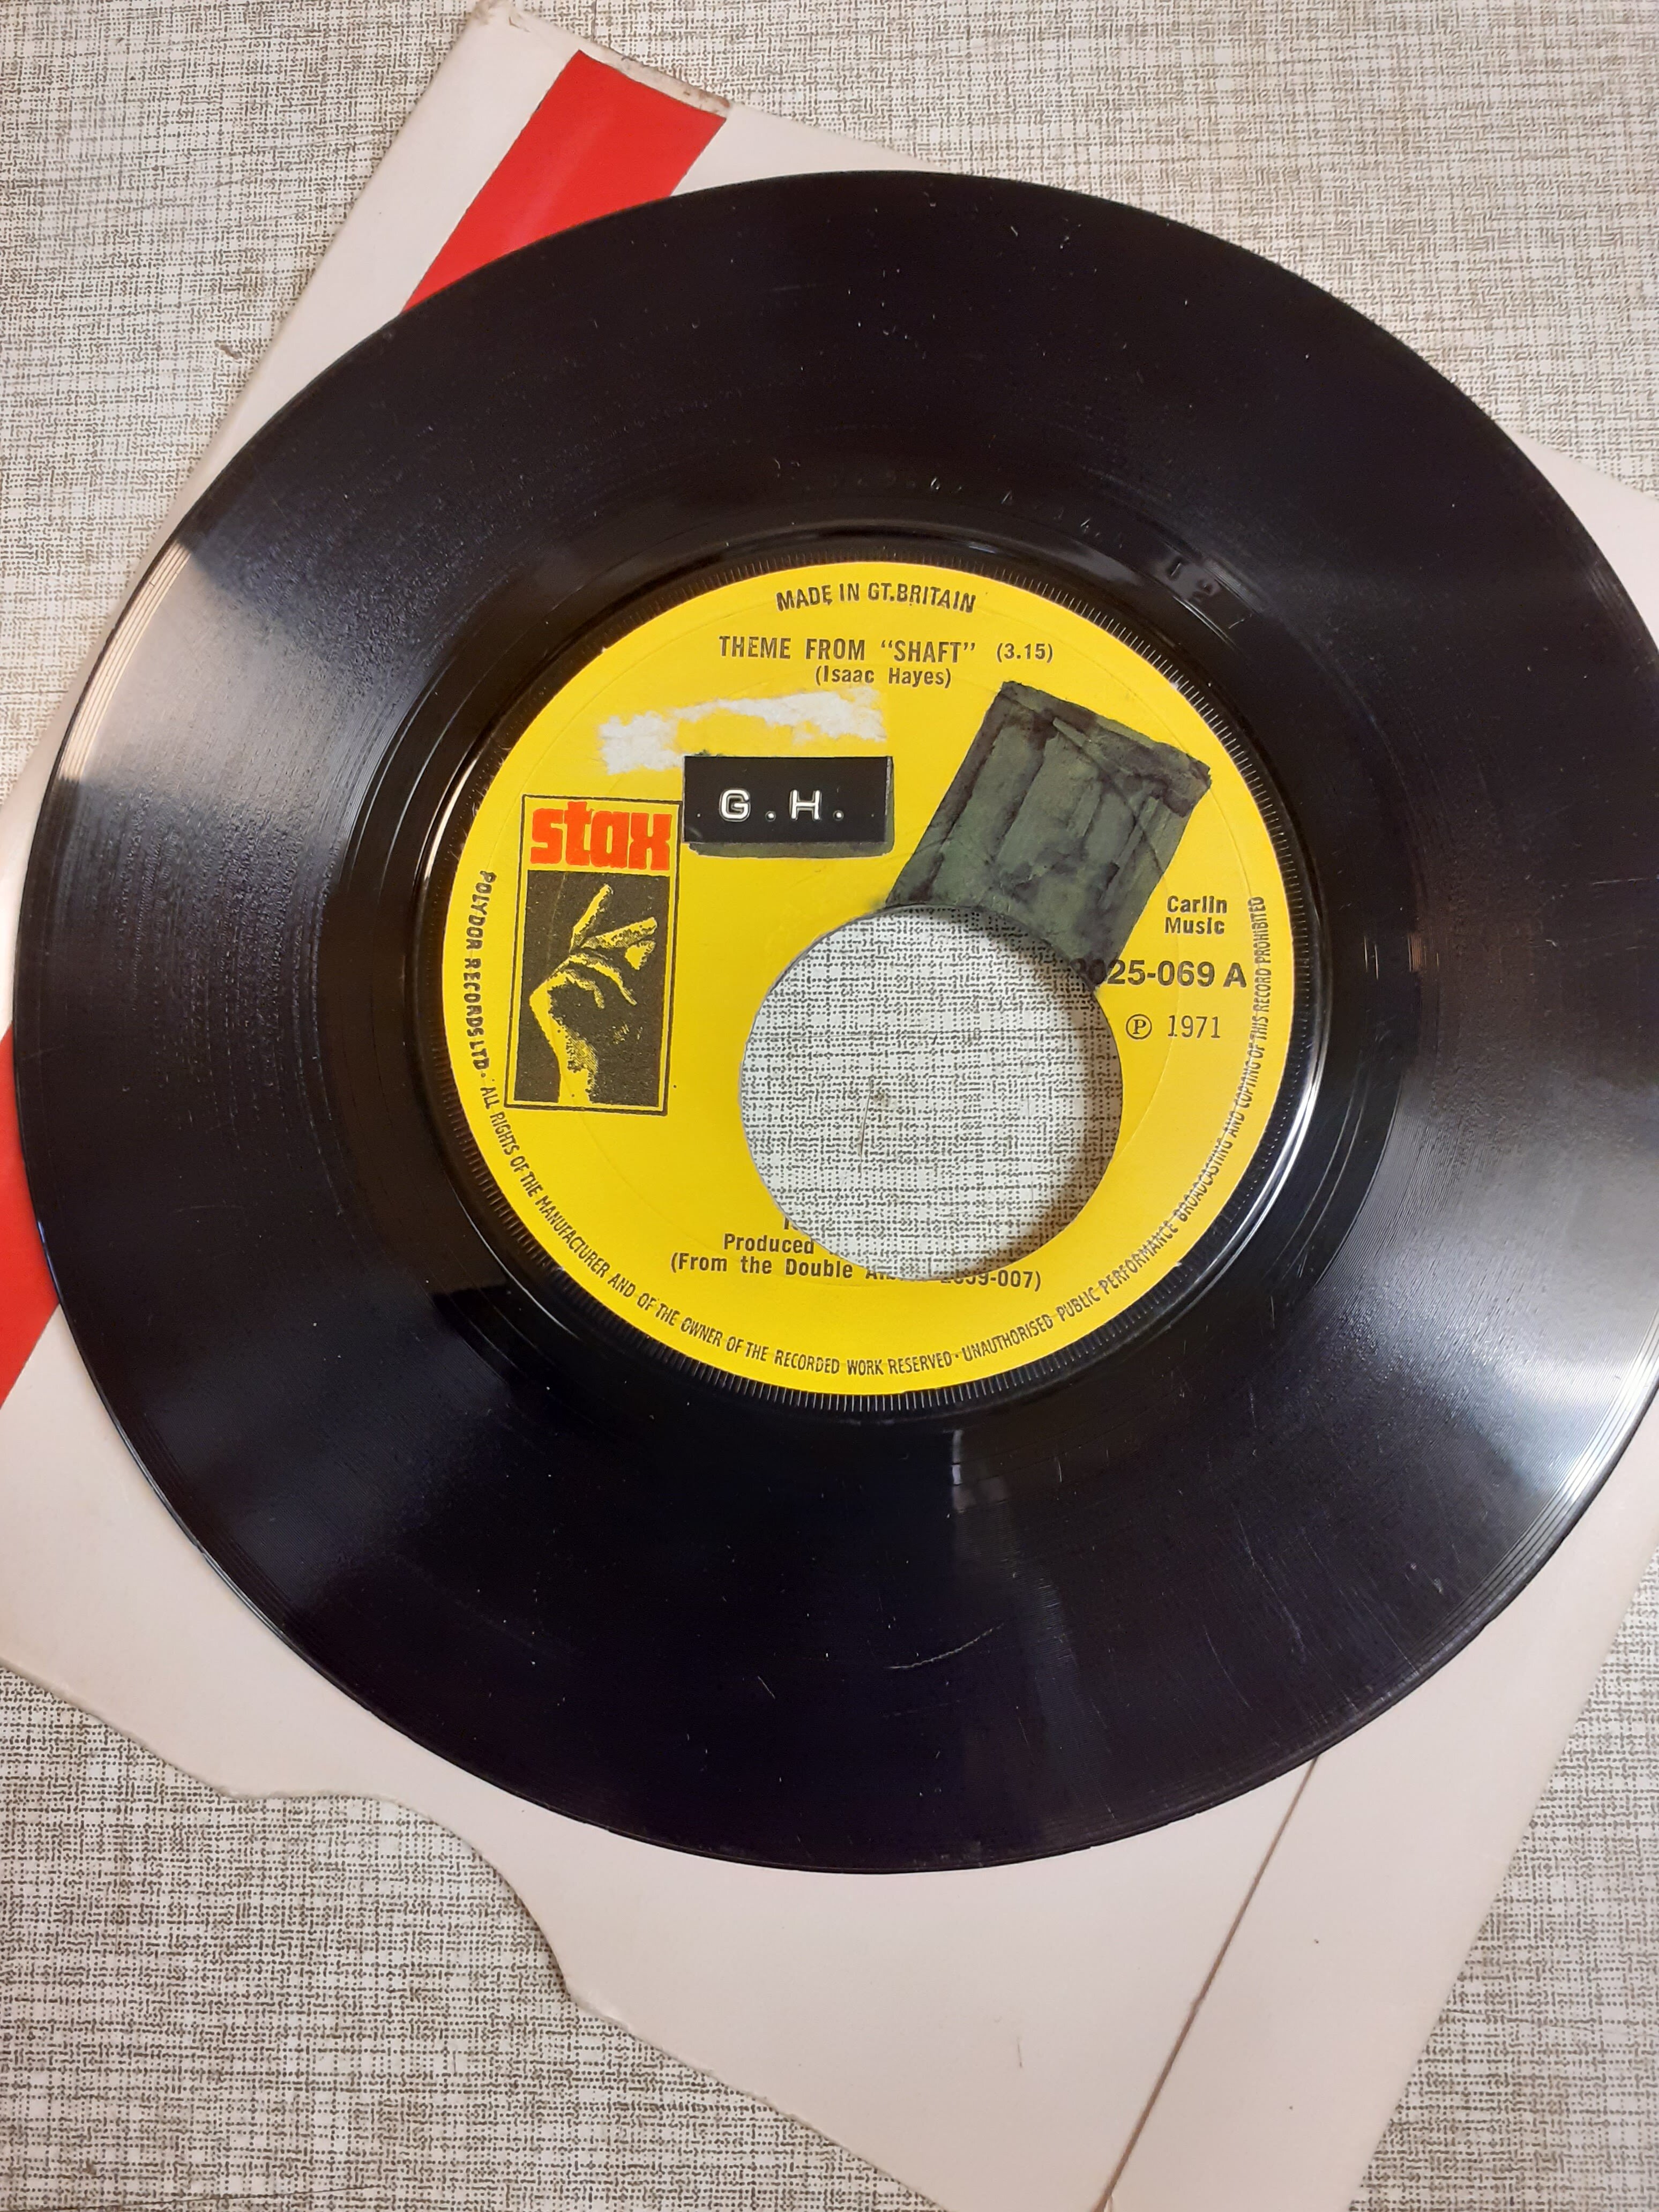 MADE IN GT.BRITAIN
THEME FROM "SHAFT" (3.15)
(Isaac Hayes)
G.H.
stax
Carlin
Music
025-069 A
Ⓟ 1971
Produced
(From the Double -007)
POLYDOR RECORDS LTD· ALL RIGHTS OF THE MANUFACTURER AND OF THE OWNER OF THE RECORDED WORK RESERVED· UNAUTHORISED PUBLIC PERFORMANCE BROADCASTING AND COPYING OF THIS RECORD PROHIBITED